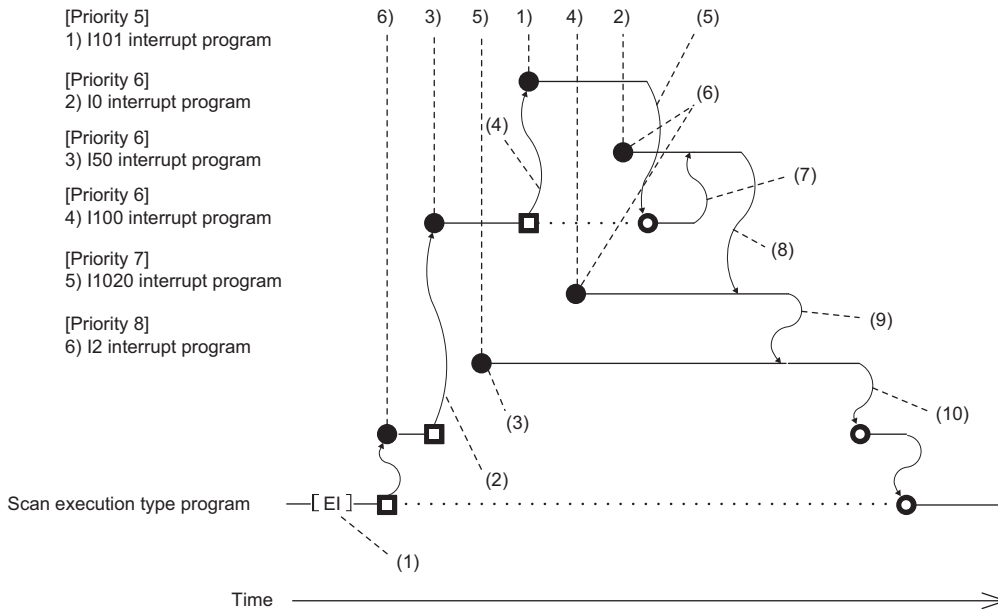 [Priority 5]
1) I101 interrupt program
[Priority 6]
2) I0 interrupt program
[Priority 6]
3) I50 interrupt program
[Priority 6]
4) I100 interrupt program
[Priority 7]
5) I1020 interrupt program
[Priority 8]
6) I2 interrupt program
6) 3) 5) 1) 4) 2) (5)
(6)
(4)
(7)
(8)
(9)
(3)
(10)
(2)
Scan execution type program [ EI ]
(1)
Time